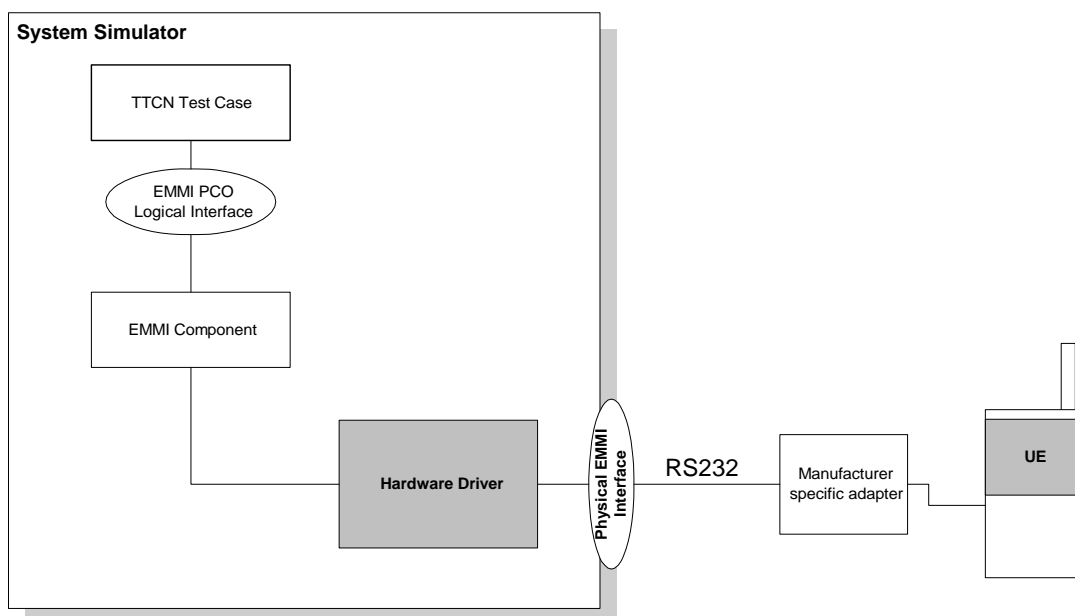 System Simulator
TTCN Test Case
EMMI PCO
Logical Interface
EMMI Component
Hardware Driver
Physical EMMI
Interface
RS232
Manufacturer
specific adapter
UE